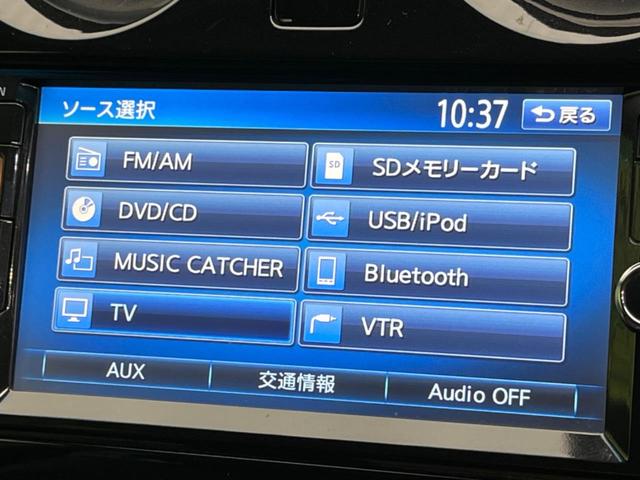 ソース選択
10:37
戻る
FM/AM
SD
SDメモリーカード
DVD/CD
USB/iPod
MUSIC CATCHER
Bluetooth
TV
VTR
AUX
交通情報
Audio OFF